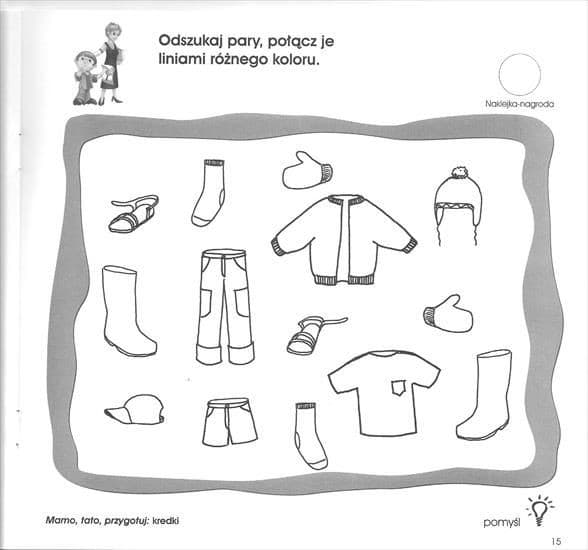 Odszukaj pary, połącz je
liniami różnego koloru.
Naklejka-nagroda
Mamo, tato, przygotuj: kredki
pomyśl
15